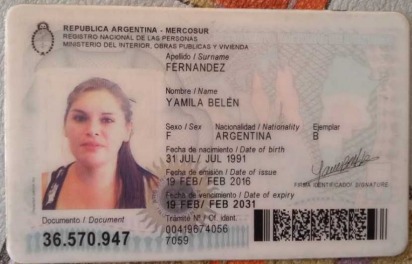 REPUBLICA ARGENTINA - MERCOSUR
REGISTRO NACIONAL DE LAS PERSONAS
MINISTERIO DEL INTERIOR, OBRAS PUBLICAS Y VIVIENDA
Apellido / Surname
FERNANDEZ
Nombre / Name
YAMILA BELÉN
Sexo / Sex Nacionalidad / Nationality Ejemplar
F ARGENTINA B
Fecha de nacimiento / Date of birth
31 JUL/ JUL 1991
Fecha de emisión / Date of issue
19 FEB/ FEB 2016
Fecha de vencimiento / Date of expiry
19 FEB/ FEB 2031
FIRMA IDENTIFICADO/ SIGNATURE
Documento / Document
36.570.947
Trámite Nº / Of. ident.
00419674056
7059